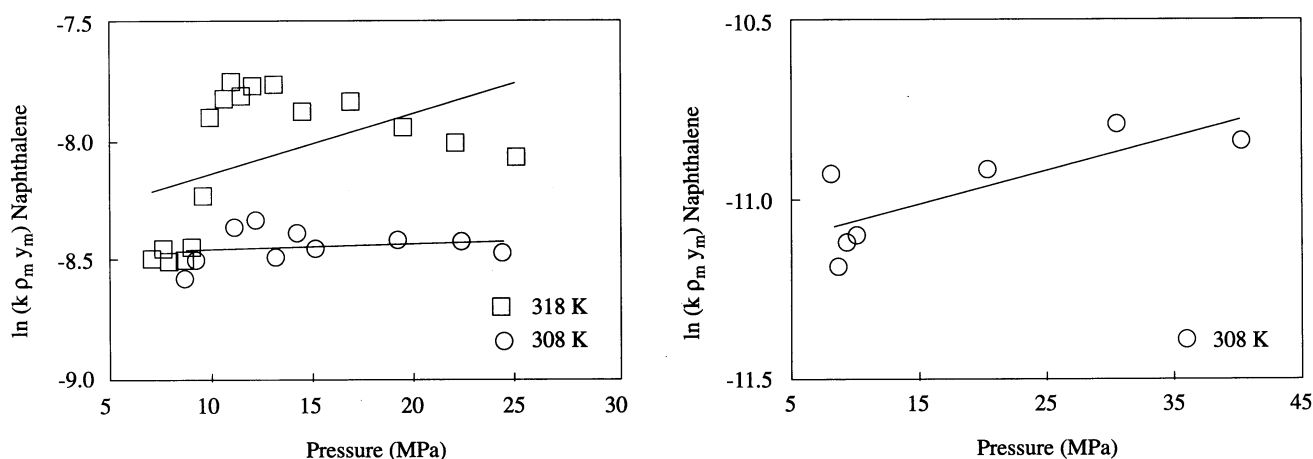 -7.5
-8.0
-8.5
-9.0
ln (k ρm ym) Naphthalene
5 10 15 20 25 30
Pressure (MPa)
318 K
308 K
-10.5
-11.0
-11.5
ln (k ρm ym) Naphthalene
5 15 25 35 45
Pressure (MPa)
308 K